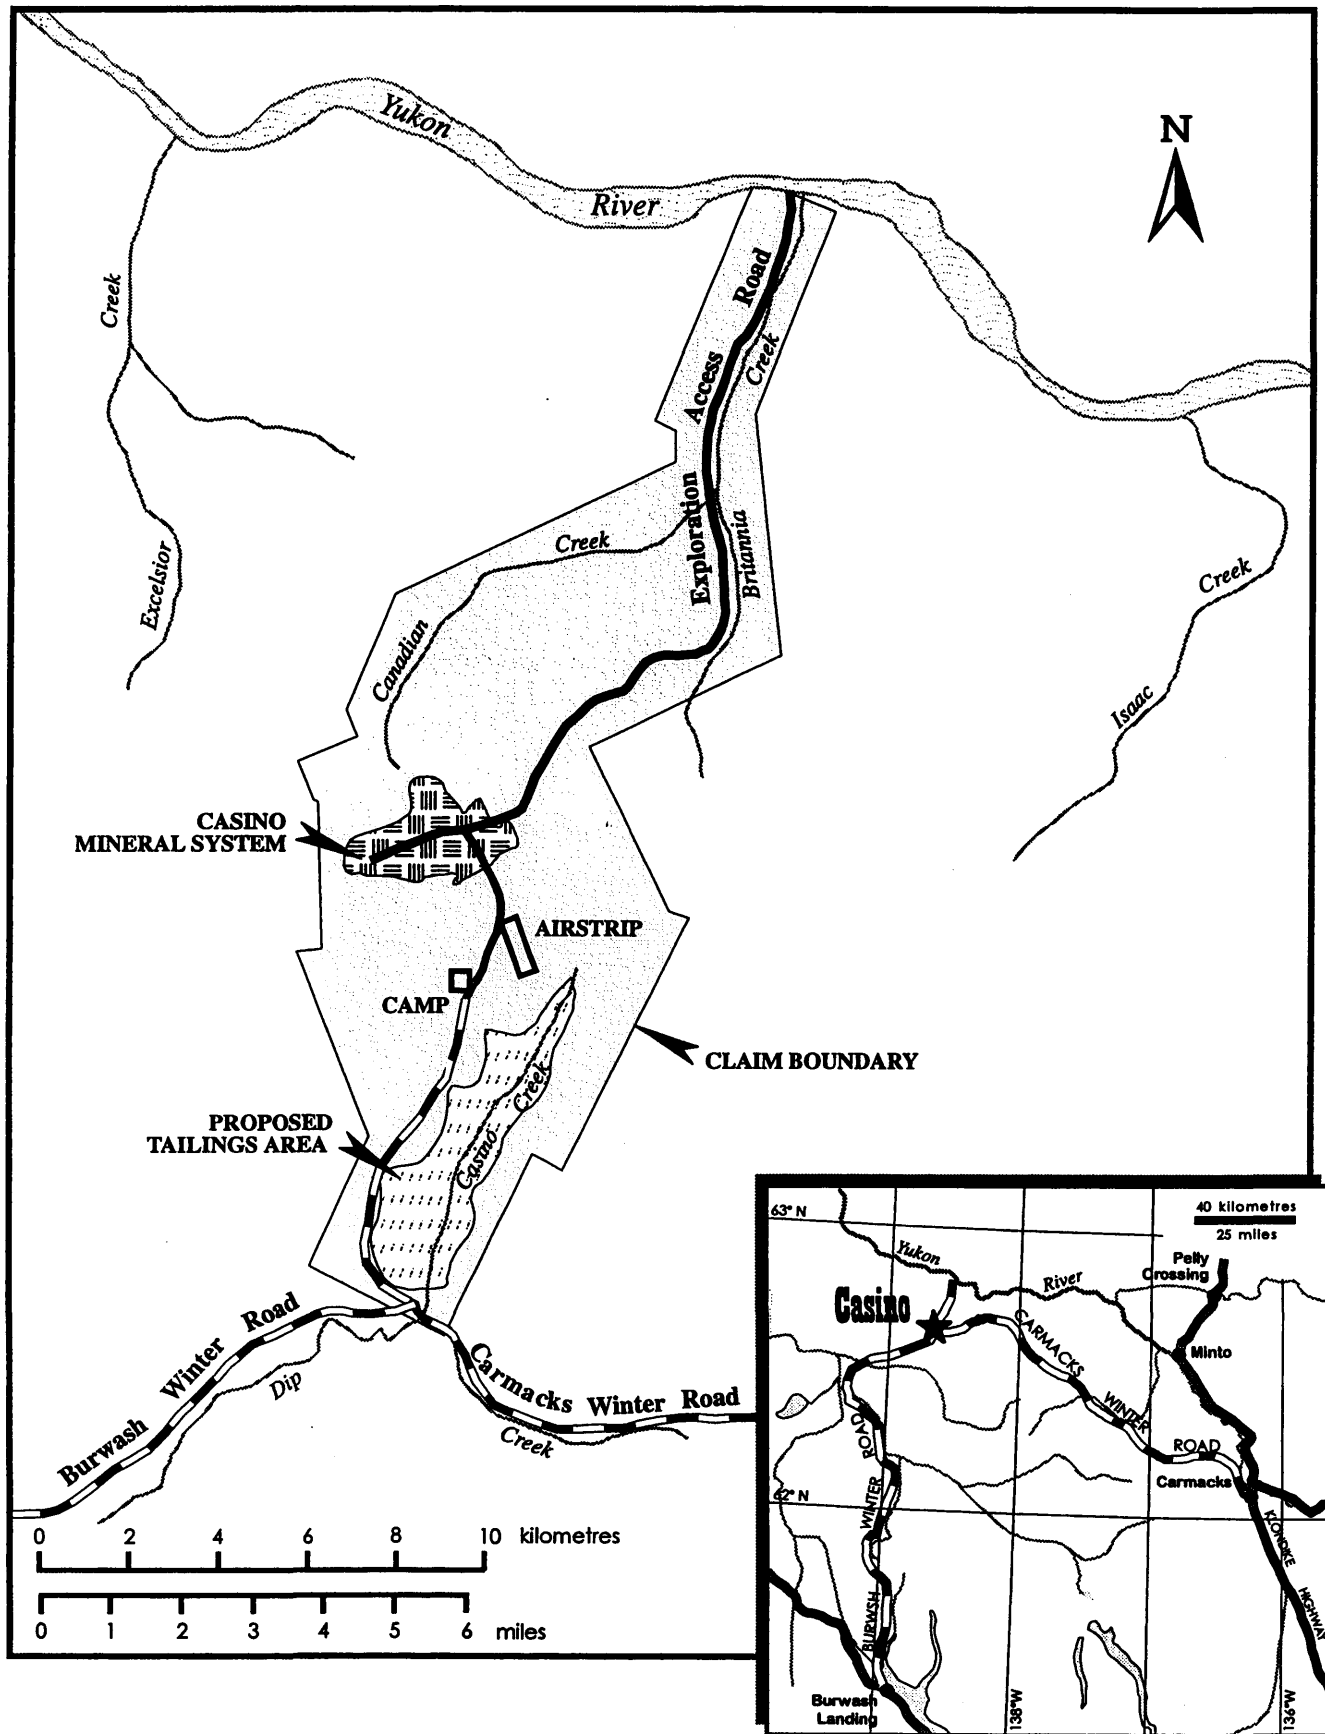 Yukon
River
N
Creek
Excelsior
Exploration Access Road
Creek
Britannia
Creek
Canadian
Creek
Isaac
CASINO
MINERAL SYSTEM
AIRSTRIP
CAMP
CLAIM BOUNDARY
PROPOSED
TAILINGS AREA
Casino Creek
Burwash Winter Road
Dip
Carmacks Winter Road
Creek
0 2 4 6 8 10 kilometres
0 1 2 3 4 5 6 miles
63° N
40 kilometres
25 miles
Yukon
River
Pelly
Crossing
Casino
CARMACKS
WINTER
ROAD
Minto
Carmacks
ROAD
WINTER
BURWSH
62° N
KLONDIKE
HIGHWAY
Burwash
Landing
138°W
136°W